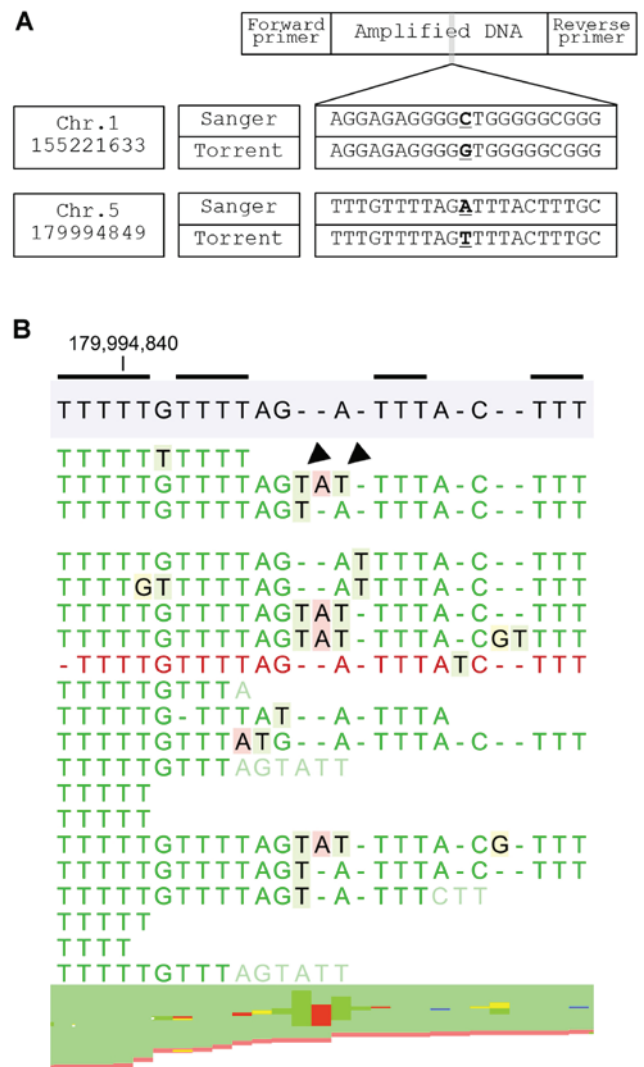 A
Forward primer Amplified DNA Reverse primer
Chr.1 155221633
Sanger AGGAGAGGGGCTGGGGGCGGG
Torrent AGGAGAGGGGGTGGGGGCGGG
Chr.5 179994849
Sanger TTTGTTTTAGATTTACTTTGC
Torrent TTTGTTTTAGTTTTACTTTGC
B
179,994,840
TTTTTGTTTTAG--A-TTTA-C--TTT
TTTTTTTTTT
TTTTTGTTTTAGTAT-TTTA-C--TTT
TTTTTGTTTTAGT-A-TTTA-C--TTT
TTTTTGTTTTAG--ATTTTA-C--TTT
TTTTGTTTTTAG--ATTTTA-C--TTT
TTTTTGTTTTAGTAT-TTTA-C--TTT
TTTTTGTTTTAGTAT-TTTA-CGTTTT
-TTTTGTTTTAG--A-TTTATC--TTT
TTTTTGTTTA
TTTTTG-TTTAT--A-TTTA
TTTTTGTTTATG--A-TTTA-C--TTT
TTTTTGTTTAGTATT
TTTTT
TTTTT
TTTTTGTTTTAGTAT-TTTA-CG-TTT
TTTTTGTTTTAGT-A-TTTA-C--TTT
TTTTTGTTTTAGT-A-TTTCTT
TTTTT
TTTT
TTTTTGTTTAGTATT